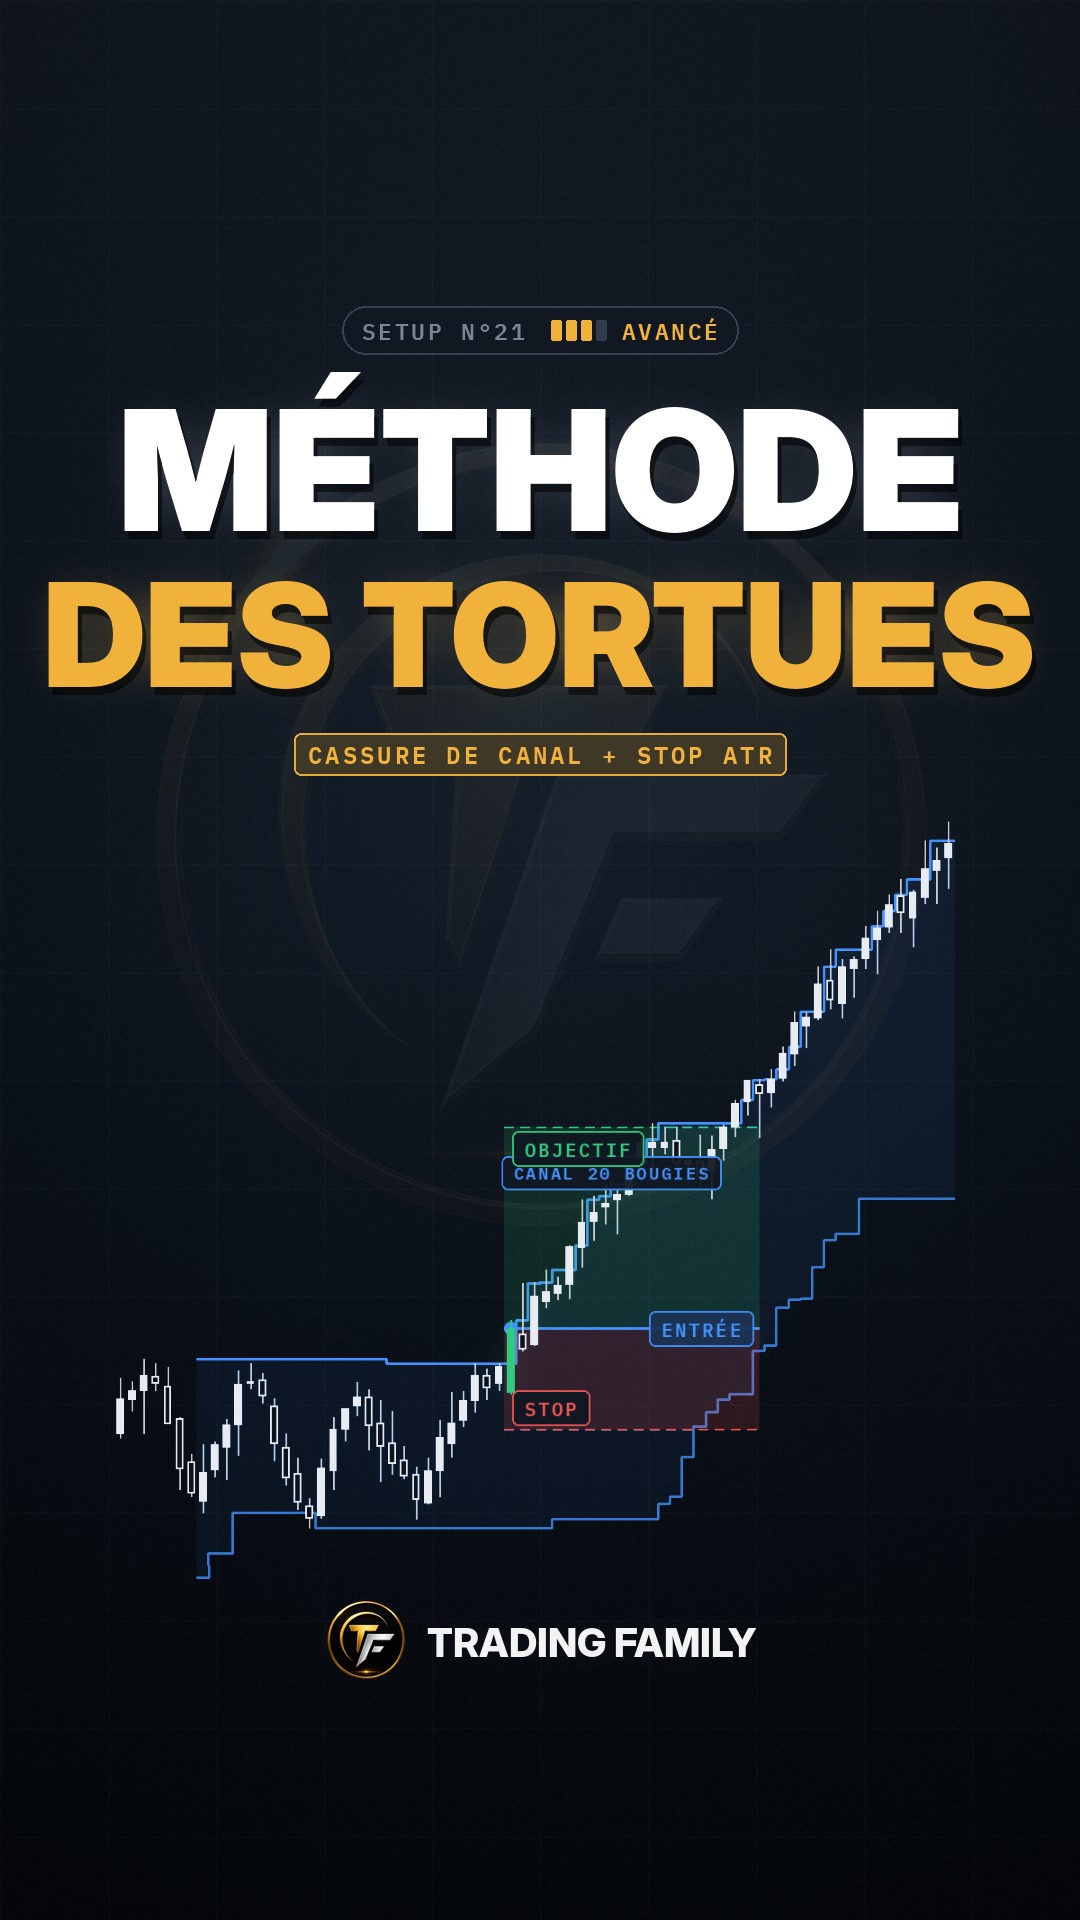 SETUP N°21 AVANCÉ
MÉTHODE
DES TORTUES
CASSURE DE CANAL + STOP ATR
OBJECTIF
CANAL 20 BOUGIES
ENTRÉE
STOP
TF
TRADING FAMILY